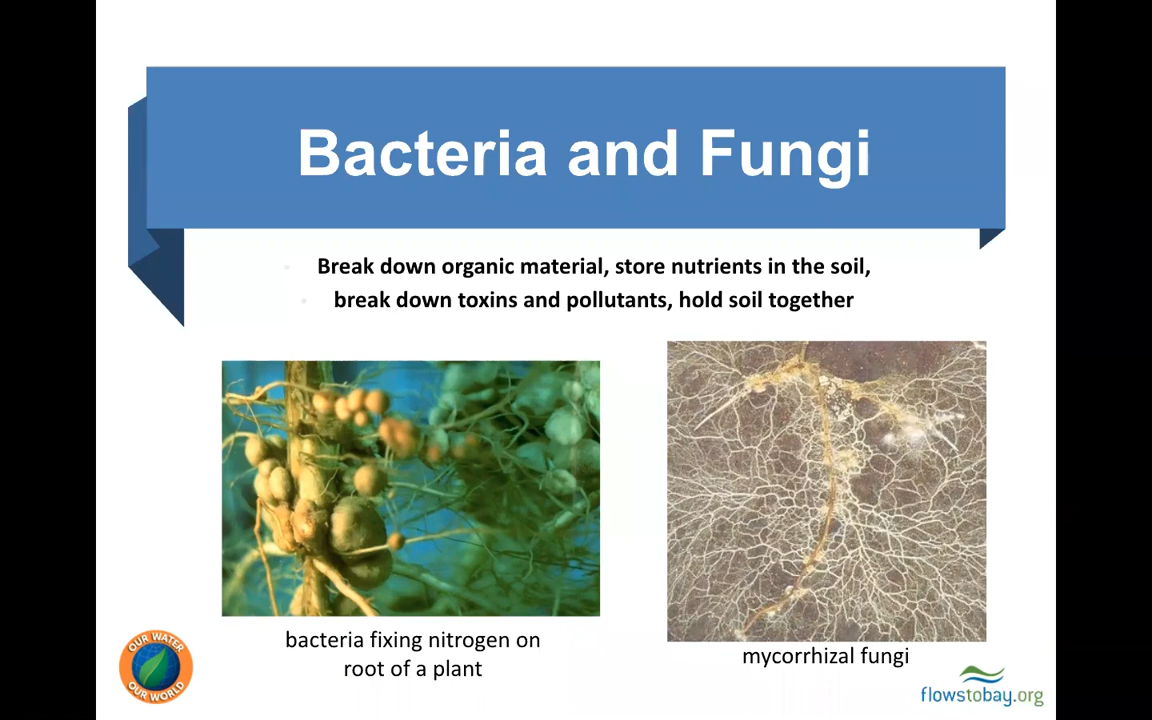 Bacteria and Fungi
Break down organic material, store nutrients in the soil,
break down toxins and pollutants, hold soil together
bacteria fixing nitrogen on
root of a plant
mycorrhizal fungi
OUR WATER
OUR WORLD
flowstobay.org